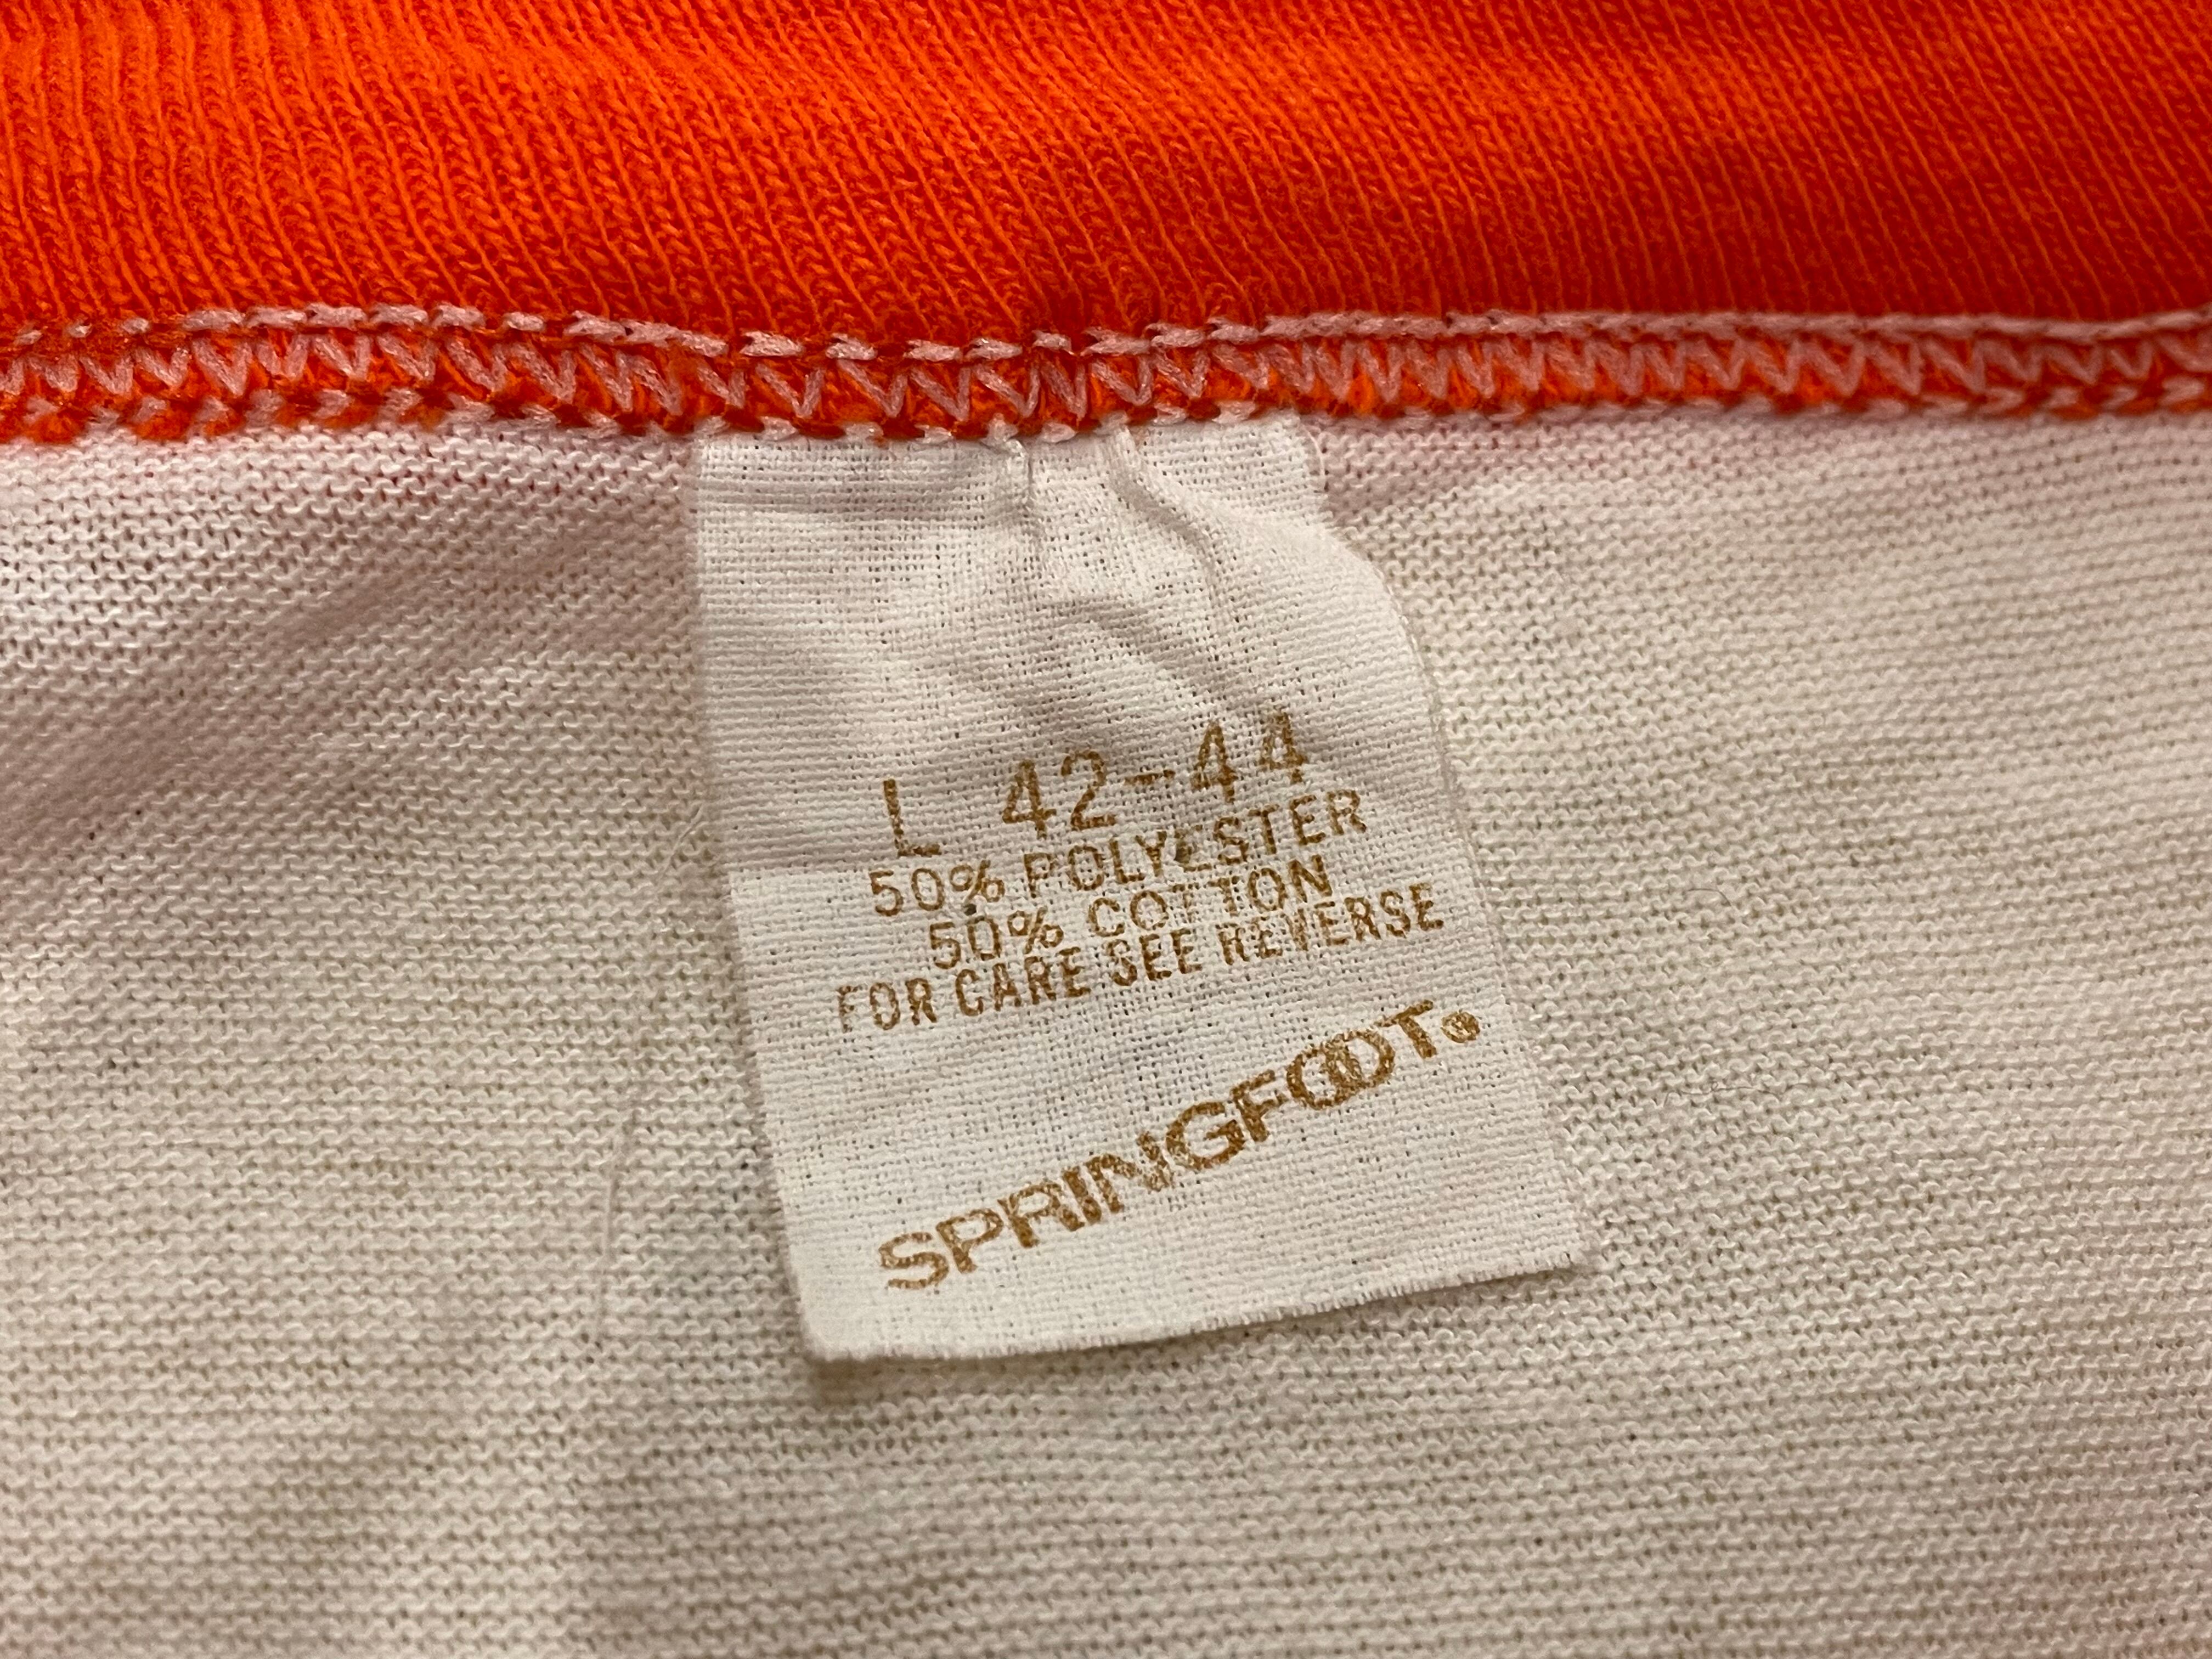 L 42-44
50% POLYESTER
50% COTTON
FOR CARE SEE REVERSE
SPRINGFOOT®